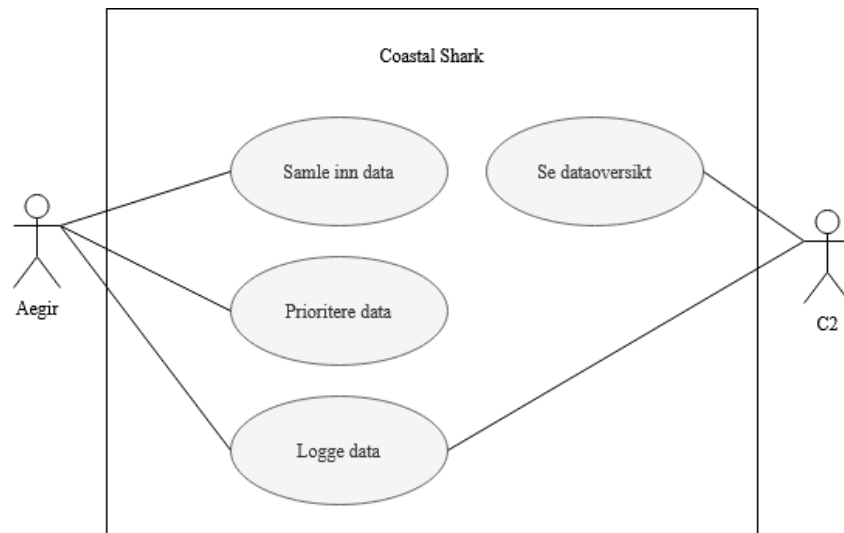 Coastal Shark
Samle inn data
Se dataoversikt
Prioritere data
Aegir
C2
Logge data